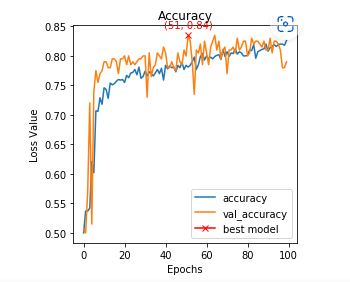 Accuracy
(51, 0.84)
0.85
0.80
0.75
0.70
0.65
0.60
0.55
0.50
Loss Value
0
20
40
60
80
100
Epochs
accuracy
val_accuracy
best model